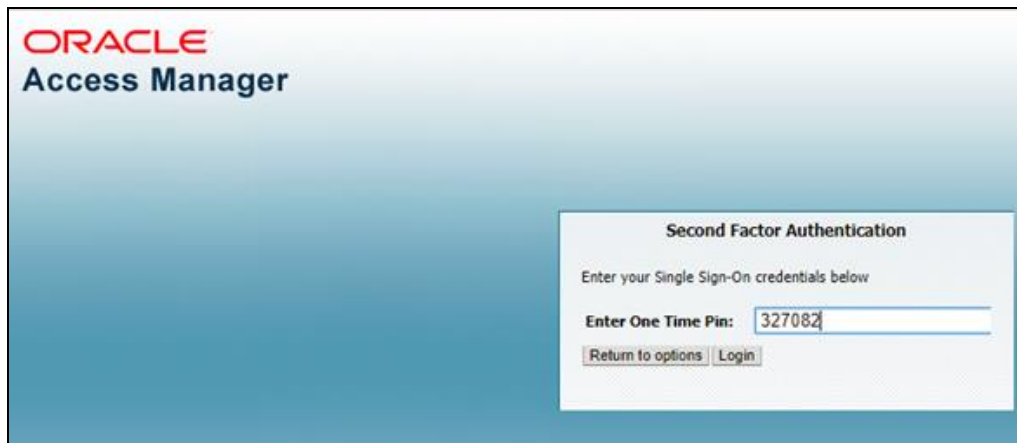 ORACLE
Access Manager
Second Factor Authentication
Enter your Single Sign-On credentials below
Enter One Time Pin: 327082
Return to options Login